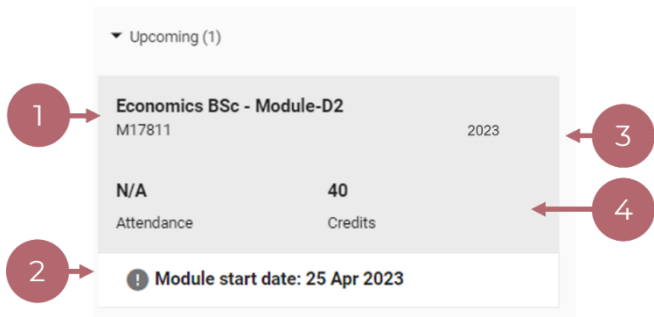 Upcoming (1)
1
Economics BSc - Module-D2
M17811
2023
3
N/A
40
4
Attendance
Credits
2
! Module start date: 25 Apr 2023